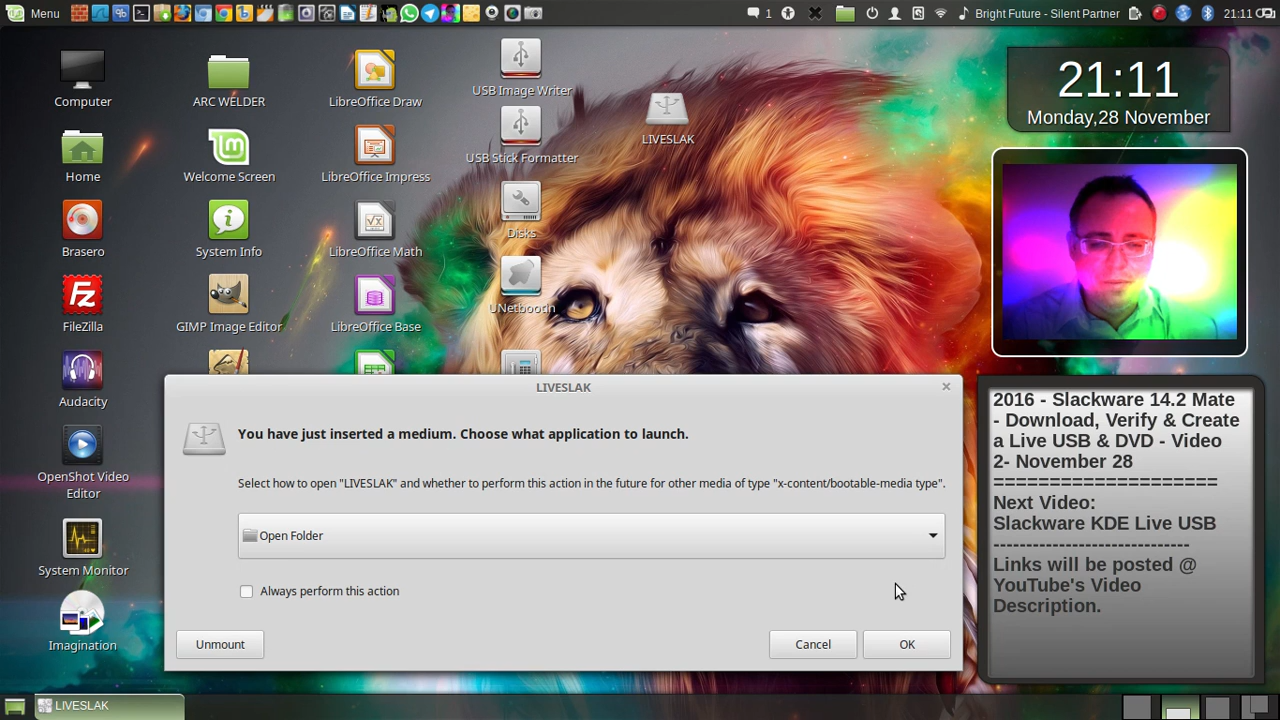 Menu
1
Bright Future - Silent Partner
21:11
Computer
ARC WELDER
LibreOffice Draw
USB Image Writer
USB Stick Formatter
LIVESLAK
21:11
Monday,28 November
Home
Welcome Screen
LibreOffice Impress
Disks
Brasero
System Info
LibreOffice Math
UNetbootin
FileZilla
GIMP Image Editor
LibreOffice Base
Audacity
OpenShot Video
Editor
System Monitor
Imagination
LIVESLAK
You have just inserted a medium. Choose what application to launch.
Select how to open "LIVESLAK" and whether to perform this action in the future for other media of type "x-content/bootable-media type".
Open Folder
Always perform this action
Unmount
Cancel
OK
2016 - Slackware 14.2 Mate
- Download, Verify & Create
a Live USB & DVD - Video
2- November 28
=====================
Next Video:
Slackware KDE Live USB
------------------------------
Links will be posted @
YouTube's Video
Description.
LIVESLAK